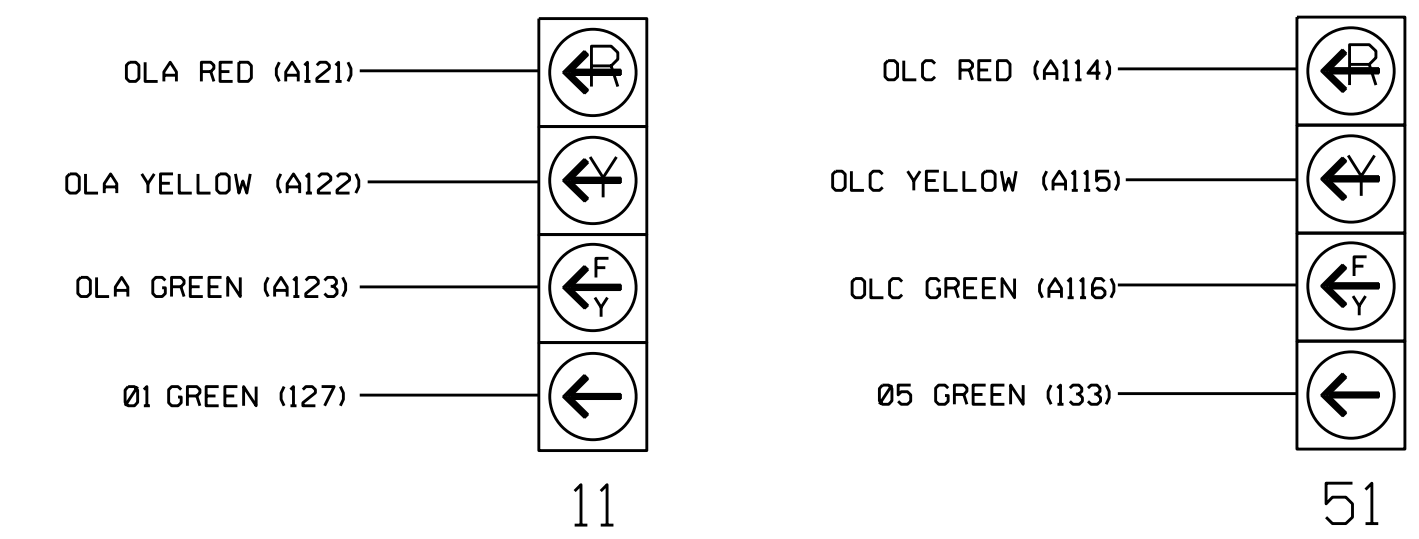 OLA RED (A121)
R
OLA YELLOW (A122)
Y
OLA GREEN (A123)
F
Y
Ø1 GREEN (127)
11
OLC RED (A114)
R
OLC YELLOW (A115)
Y
OLC GREEN (A116)
F
Y
Ø5 GREEN (133)
51